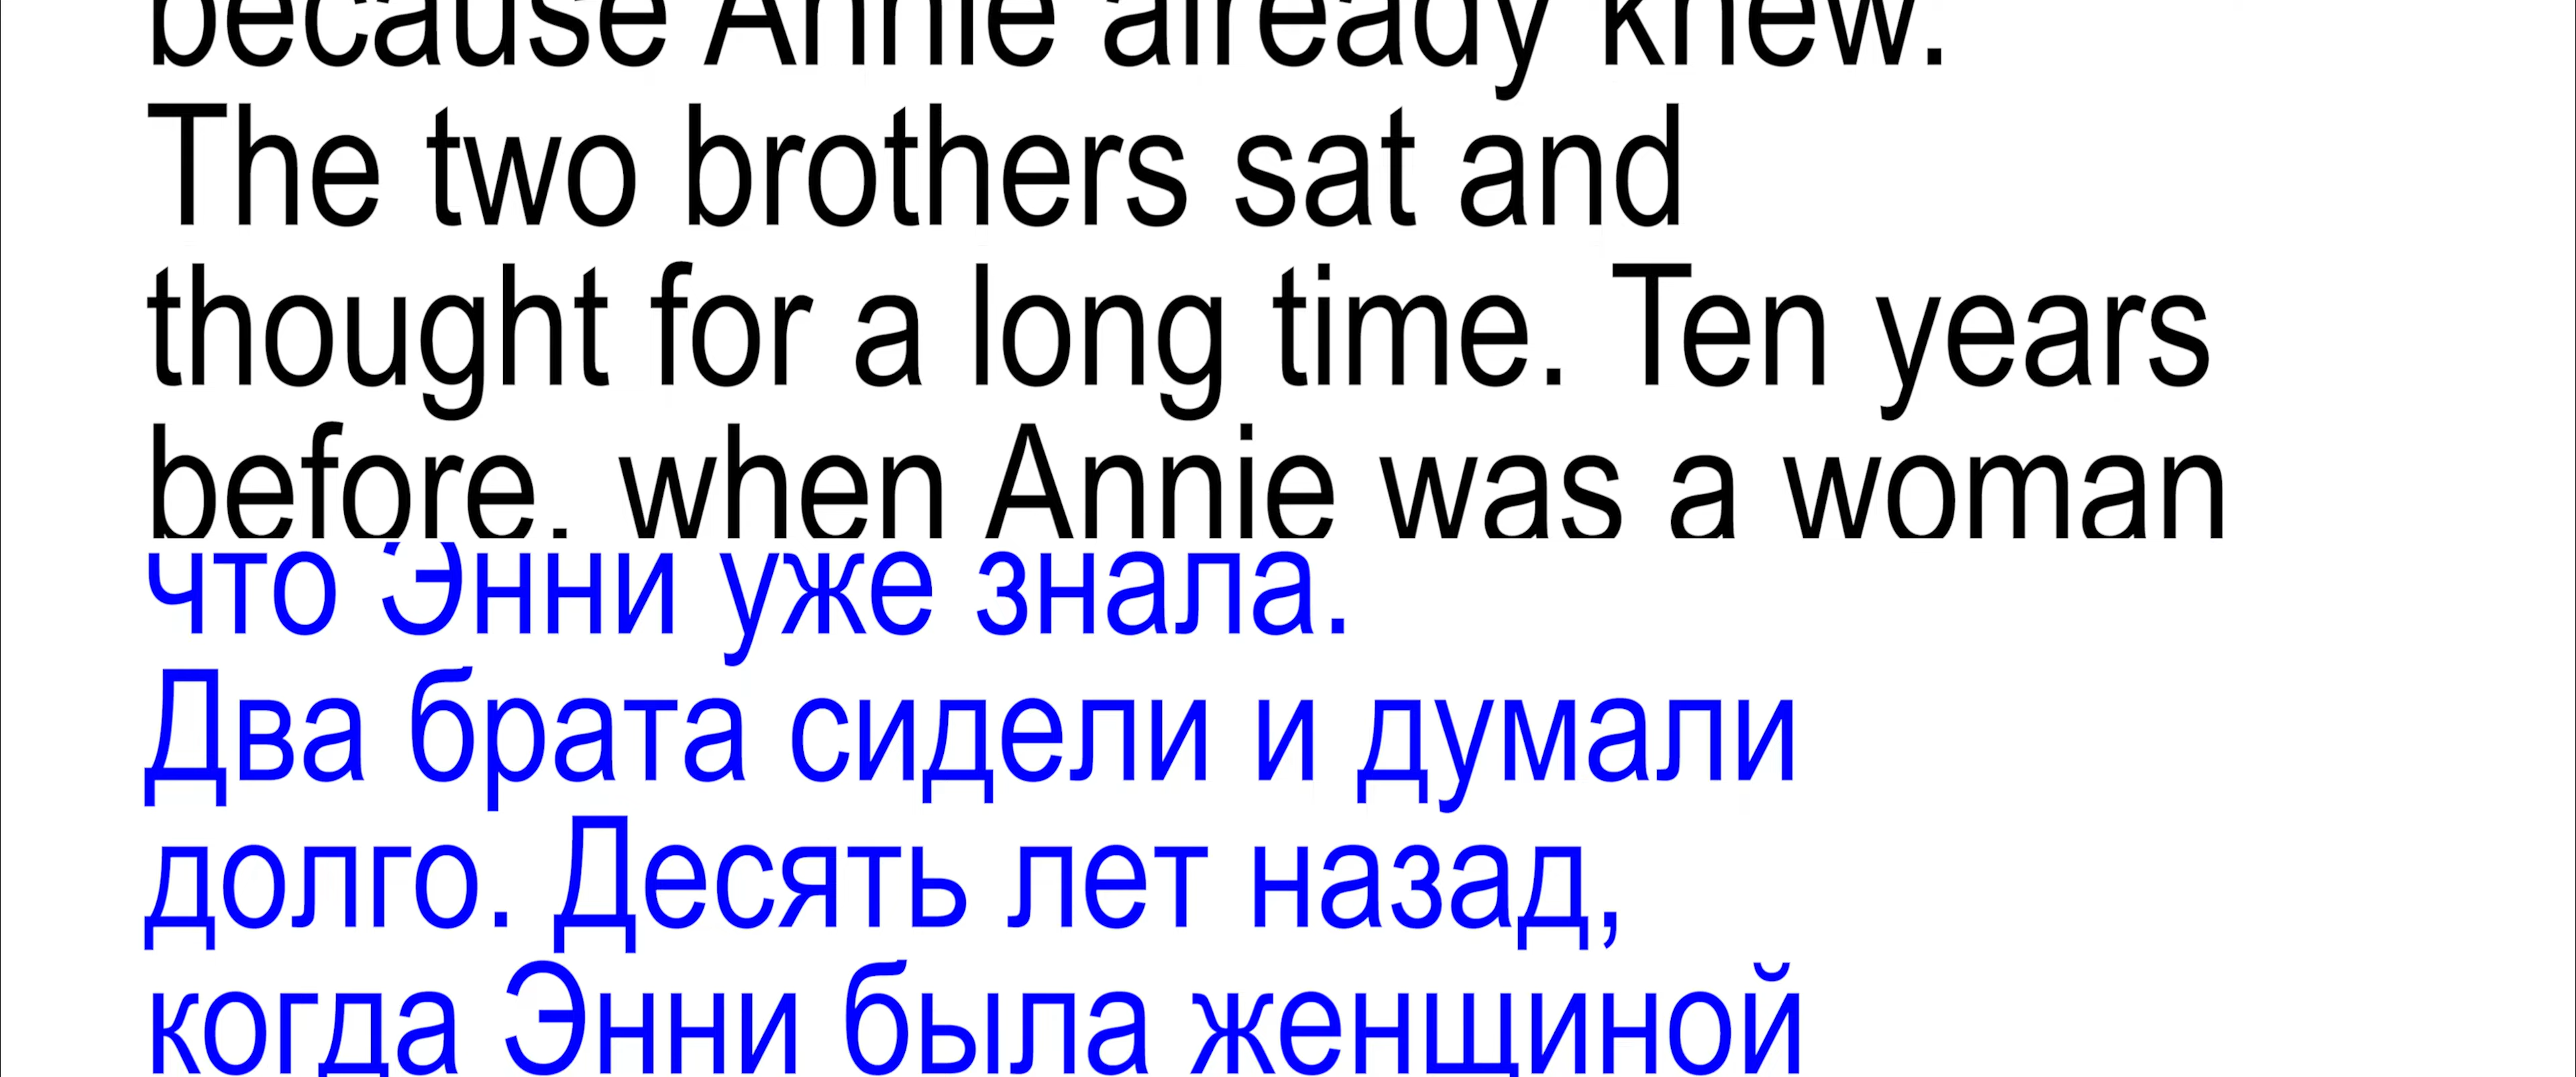 because Annie already knew.
The two brothers sat and
thought for a long time. Ten years
before, when Annie was a woman
что Энни уже знала.
Два брата сидели и думали
долго. Десять лет назад,
когда Энни была женщиной